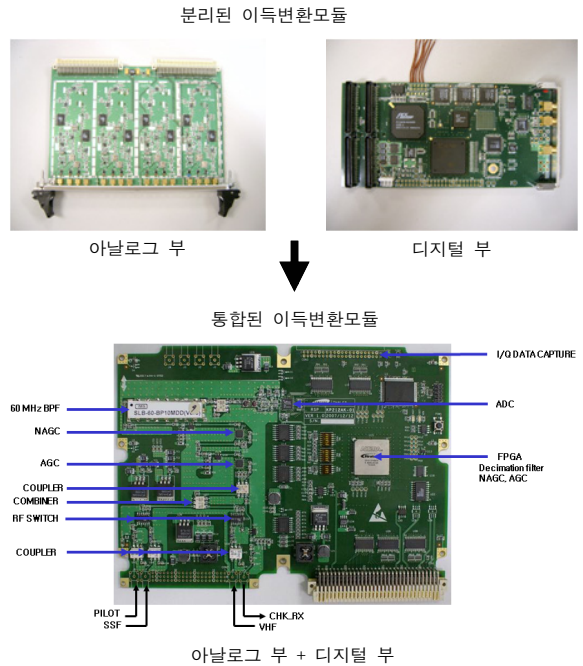 분리된 이득변환모듈
아날로그 부
디지털 부
통합된 이득변환모듈
60 MHz BPF
NAGC
AGC
COUPLER
COMBINER
RF SWITCH
COUPLER
PILOT
SSF
CHK_RX
VHF
I/Q DATA CAPTURE
ADC
FPGA
Decimation filter
NAGC, AGC
아날로그 부 + 디지털 부